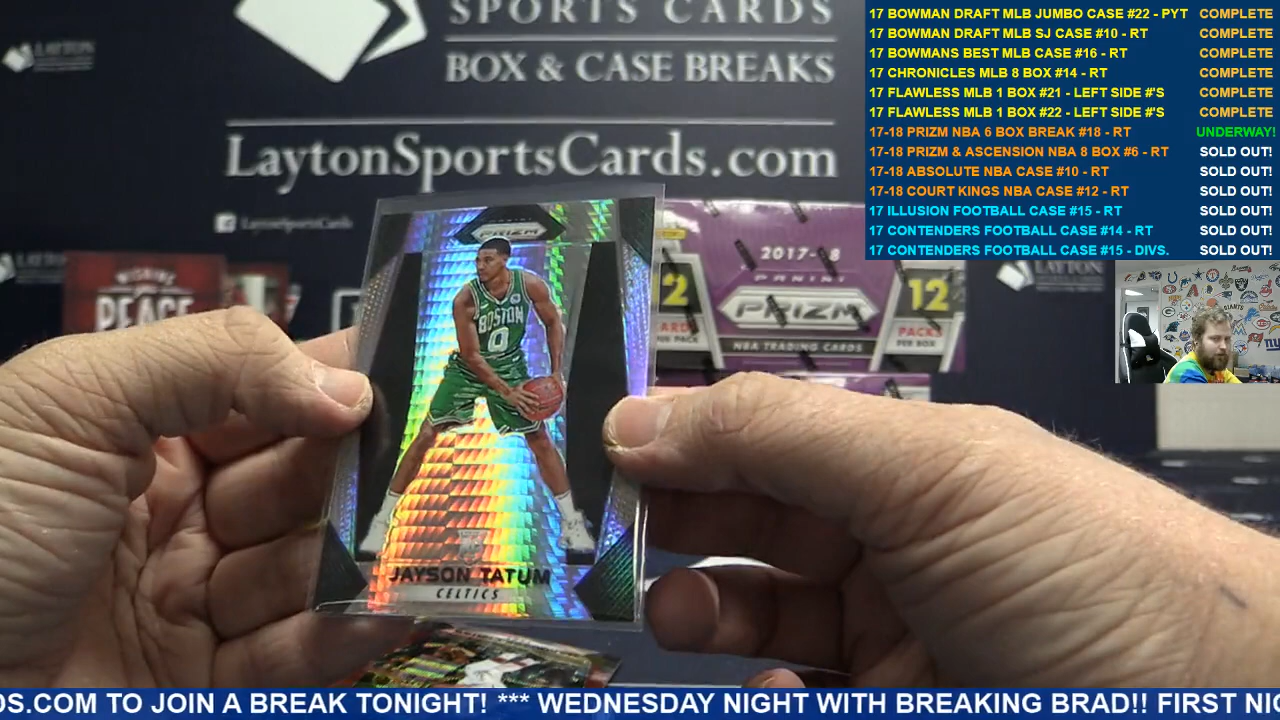 SPORTS CARDS
BOX & CASE BREAKS
LaytonSportsCards.com
LaytonSportsCards
LAYTON
PEACE
2017-18
PANINI
PRIZM
NBA TRADING CARDS
12
PACKS
PER BOX
PRIZM
BOSTON
0
JAYSON TATUM
CELTICS
17 BOWMAN DRAFT MLB JUMBO CASE #22 - PYT COMPLETE
17 BOWMAN DRAFT MLB SJ CASE #10 - RT COMPLETE
17 BOWMANS BEST MLB CASE #16 - RT COMPLETE
17 CHRONICLES MLB 8 BOX #14 - RT COMPLETE
17 FLAWLESS MLB 1 BOX #21 - LEFT SIDE #'S COMPLETE
17 FLAWLESS MLB 1 BOX #22 - LEFT SIDE #'S COMPLETE
17-18 PRIZM NBA 6 BOX BREAK #18 - RT UNDERWAY!
17-18 PRIZM & ASCENSION NBA 8 BOX #6 - RT SOLD OUT!
17-18 ABSOLUTE NBA CASE #10 - RT SOLD OUT!
17-18 COURT KINGS NBA CASE #12 - RT SOLD OUT!
17 ILLUSION FOOTBALL CASE #15 - RT SOLD OUT!
17 CONTENDERS FOOTBALL CASE #14 - RT SOLD OUT!
17 CONTENDERS FOOTBALL CASE #15 - DIVS. SOLD OUT!
LAYTON
DS.COM TO JOIN A BREAK TONIGHT! *** WEDNESDAY NIGHT WITH BREAKING BRAD!! FIRST NIG